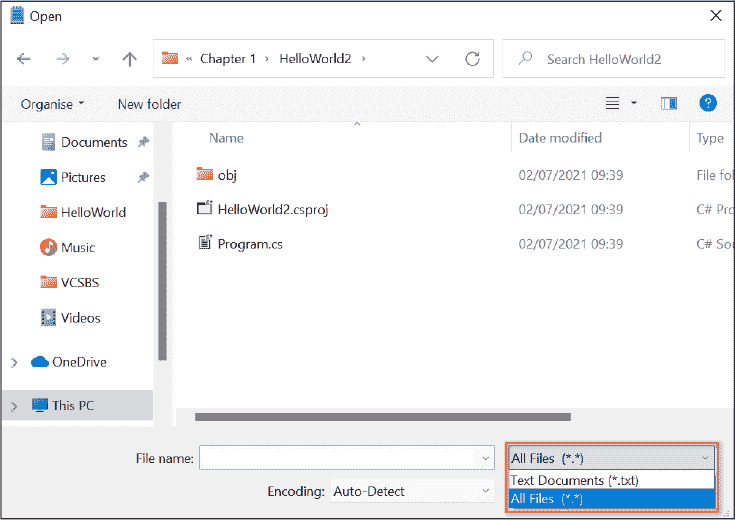 Open
« Chapter 1 › HelloWorld2 ›
Search HelloWorld2
Organise New folder
Name Date modified Type
Documents
Pictures
HelloWorld
Music
VCSBS
Videos
OneDrive
This PC
obj 02/07/2021 09:39 File fol
HelloWorld2.csproj 02/07/2021 09:39 C# Pro
Program.cs 02/07/2021 09:39 C# Sou
File name: All Files (*.*)
Text Documents (*.txt)
All Files (*.*)
Encoding: Auto-Detect